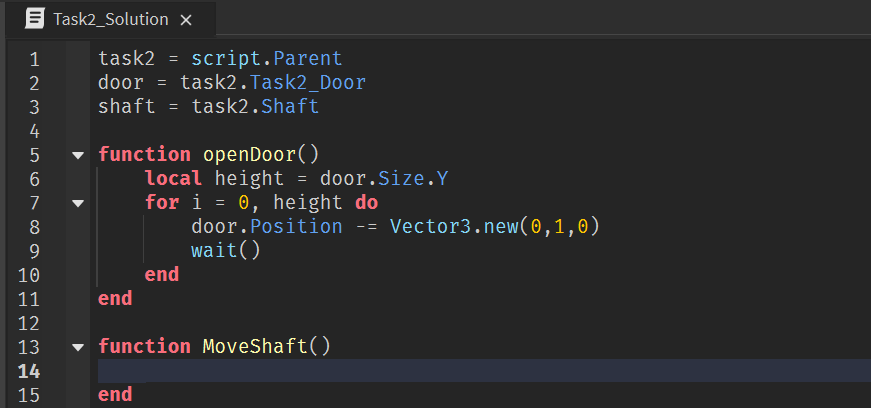 Task2_Solution ×
1 task2 = script.Parent
2 door = task2.Task2_Door
3 shaft = task2.Shaft
4
5 function openDoor()
6 local height = door.Size.Y
7 for i = 0, height do
8 door.Position -= Vector3.new(0,1,0)
9 wait()
10 end
11 end
12
13 function MoveShaft()
14
15 end